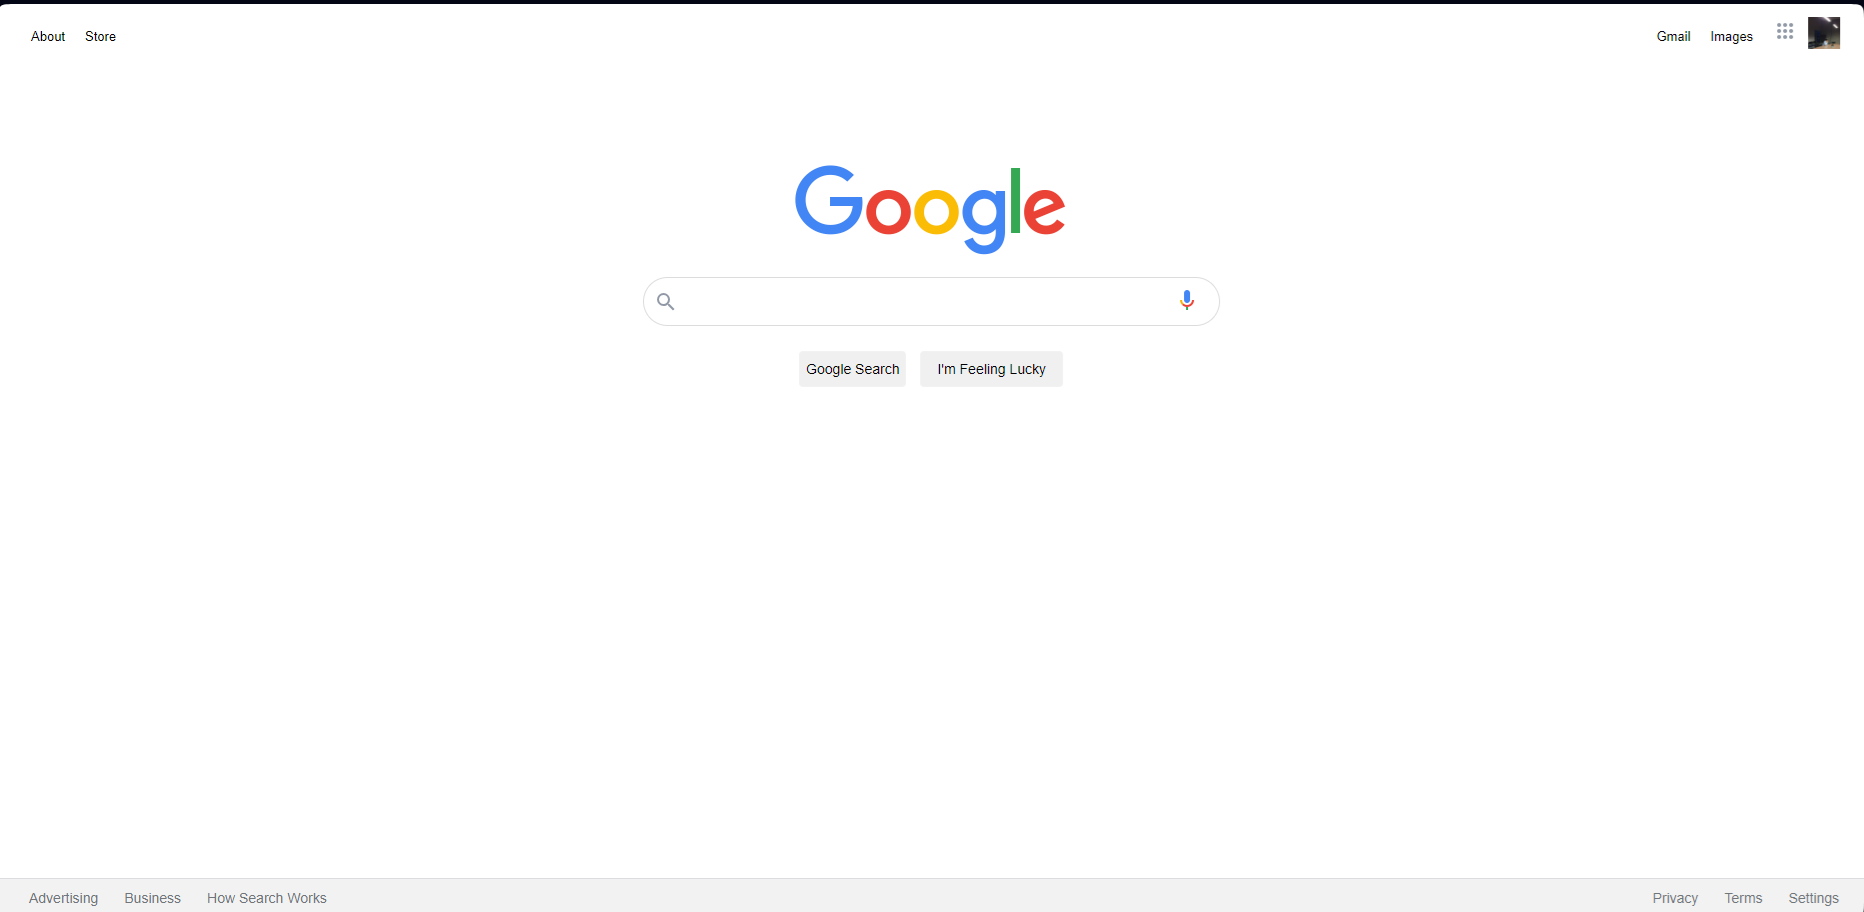 About Store Gmail Images
Google
Google Search I'm Feeling Lucky
Advertising Business How Search Works Privacy Terms Settings